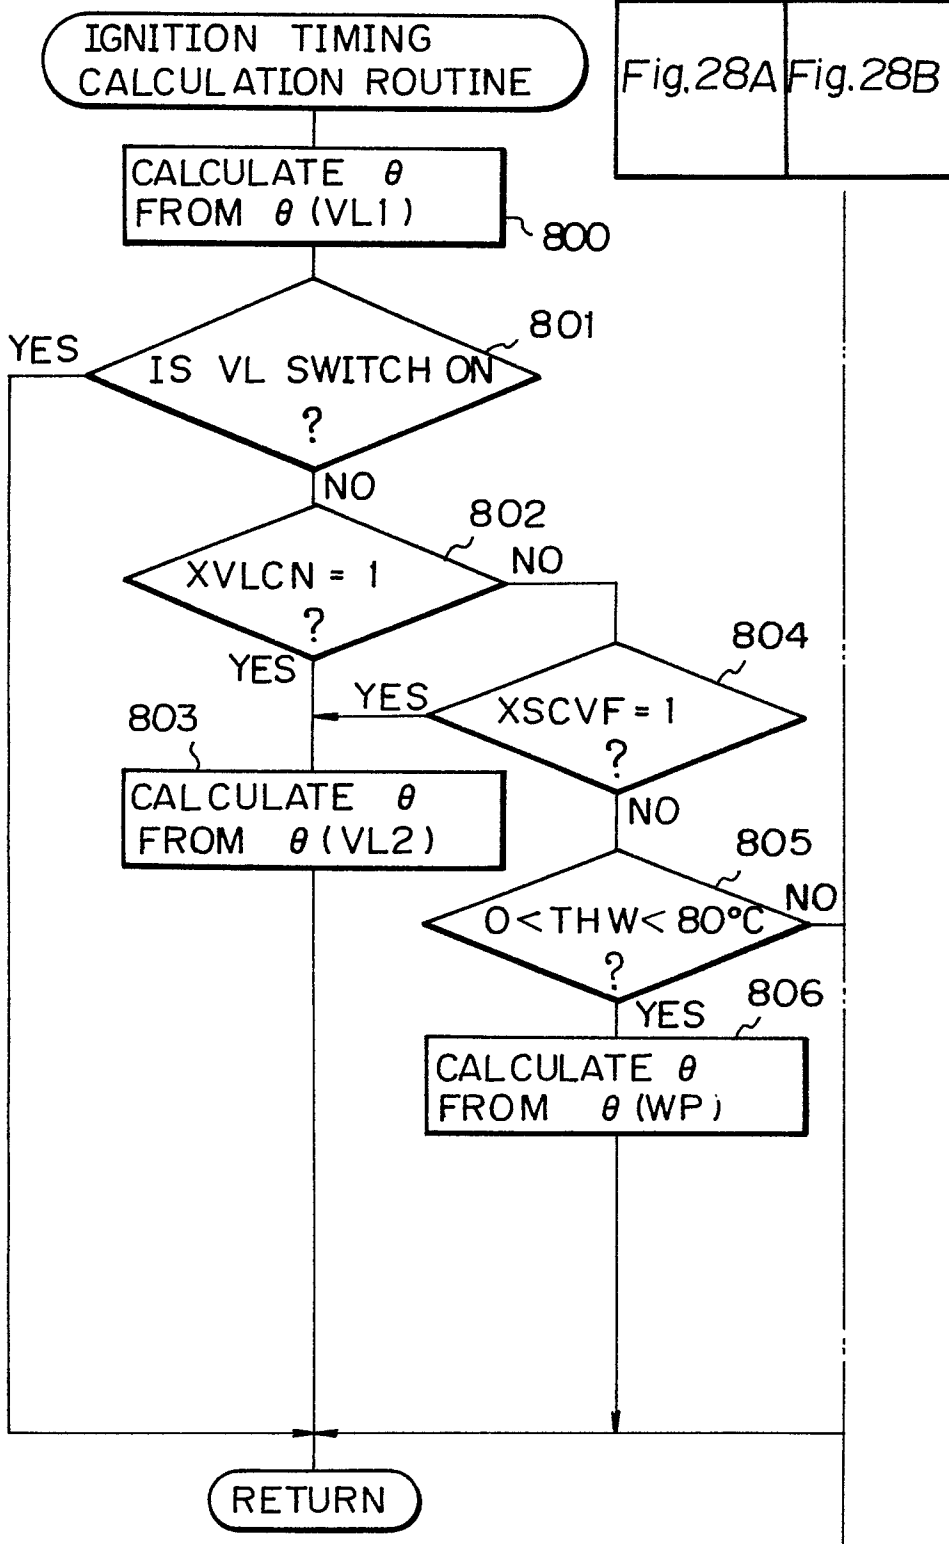 IGNITION TIMING
CALCULATION ROUTINE
Fig. 28A
Fig. 28B
CALCULATE θ
FROM θ (VL1)
800
801
YES
IS VL SWITCH ON
?
NO
802
NO
XVLCN = 1
?
YES
804
YES
XSCVF = 1
?
NO
803
CALCULATE θ
FROM θ (VL2)
805
NO
0 < THW < 80°C
?
YES
806
CALCULATE θ
FROM θ (WP)
RETURN